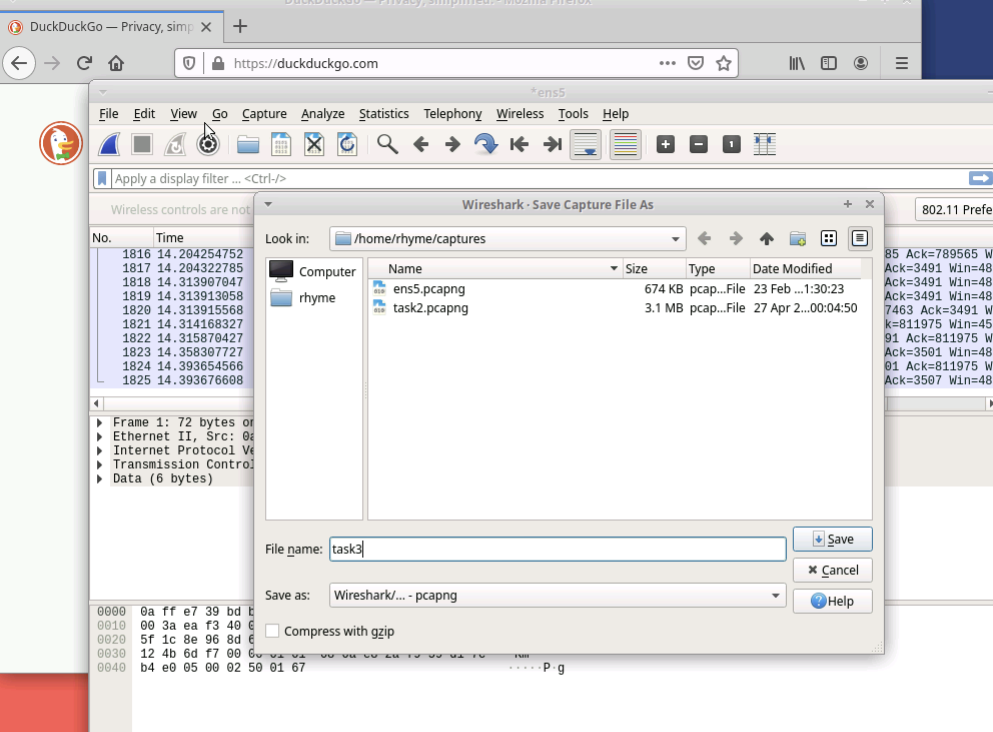 DuckDuckGo — Privacy, simplified. - Mozilla Firefox
DuckDuckGo — Privacy, simp
https://duckduckgo.com
*ens5
File Edit View Go Capture Analyze Statistics Telephony Wireless Tools Help
Apply a display filter ... <Ctrl-/>
Wireless controls are not
802.11 Prefe
Wireshark · Save Capture File As
Look in: /home/rhyme/captures
Computer
rhyme
Name Size Type Date Modified
ens5.pcapng 674 KB pcap...File 23 Feb ...1:30:23
task2.pcapng 3.1 MB pcap...File 27 Apr 2...00:04:50
File name: task3
Save as: Wireshark/... - pcapng
Compress with gzip
Save
Cancel
Help
No. Time
1816 14.204254752 85 Ack=789565 W
1817 14.204322785 Ack=3491 Win=48
1818 14.313907047 Ack=3491 Win=48
1819 14.313913058 Ack=3491 Win=48
1820 14.313915568 7463 Ack=3491 W
1821 14.314168327 k=811975 Win=45
1822 14.315870427 91 Ack=811975 W
1823 14.358307727 Ack=3501 Win=48
1824 14.393654566 01 Ack=811975 W
1825 14.393676608 Ack=3507 Win=48
Frame 1: 72 bytes on
Ethernet II, Src: 0a
Internet Protocol Ve
Transmission Control
Data (6 bytes)
0000 0a ff e7 39 bd b
0010 00 3a ea f3 40 0
0020 5f 1c 8e 96 8d 6
0030 12 4b 6d f7 00 00
0040 b4 e0 05 00 02 50 01 67 ·····P·g